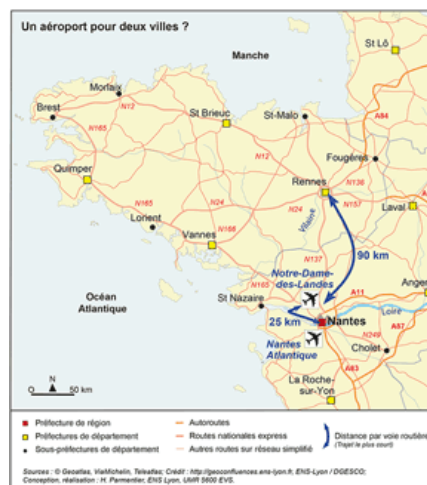 Un aéroport pour deux villes ?
Manche
St Lô
Morlaix
Brest
N12
St Brieuc
St-Malo
A84
N165
N12
Fougères
Quimper
Rennes
N136
N157
Laval
N165
N24
N24
Lorient
Vannes
N166
Vilaine
90 km
N137
Notre-Dame-
des-Landes
N165
A11
Anger
Océan
Atlantique
St Nazaire
Loire
25 km
Nantes
N249
A87
Nantes
Atlantique
Cholet
N
0 50 km
A83
La Roche-
sur-Yon
Préfecture de région
Préfectures de département
Sous-préfectures de département
Autoroutes
Routes nationales express
Autres routes sur réseau simplifié
Distance par voie routière
(Trajet le plus court)
Sources : © Geoatlas, ViaMichelin, Teleatlas; Crédit : http://geoconfluences.ens-lyon.fr, ENS-Lyon / DGESCO;
Conception, réalisation : H. Parmentier, ENS Lyon, UMR 5600 EVS.